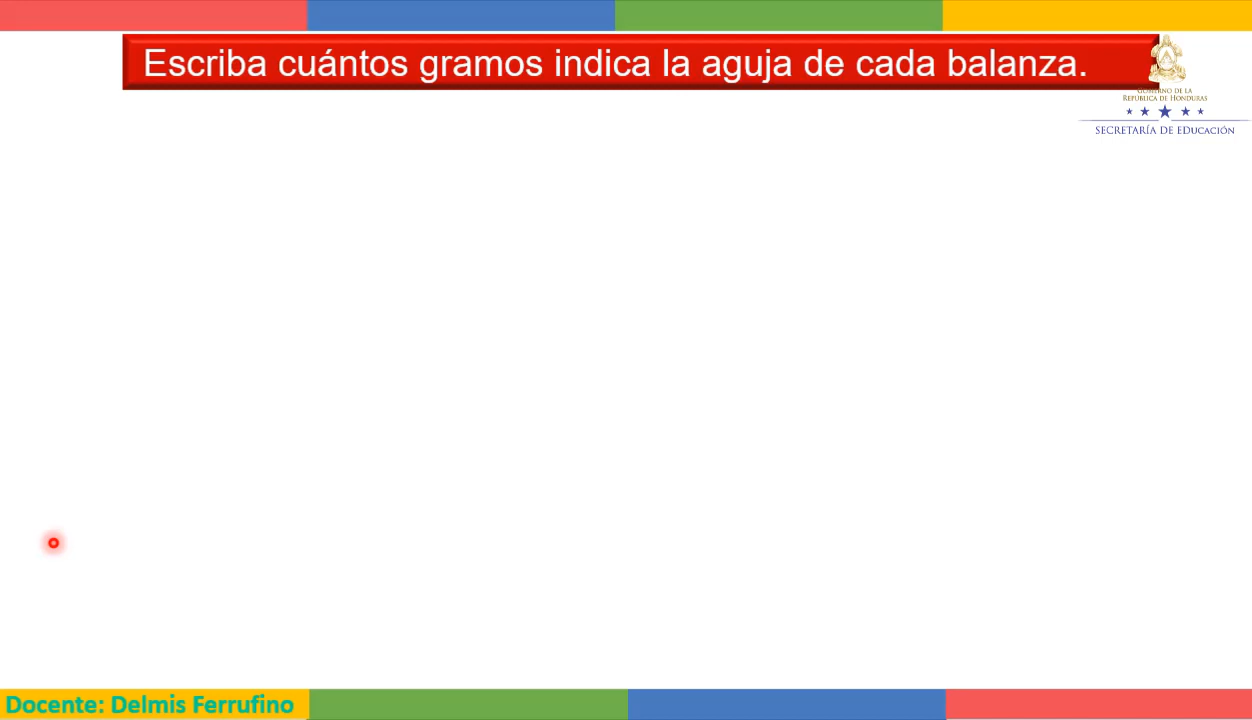 Escriba cuántos gramos indica la aguja de cada balanza.
GOBIERNO DE LA
REPÚBLICA DE HONDURAS
SECRETARÍA DE EDUCACIÓN
Docente: Delmis Ferrufino